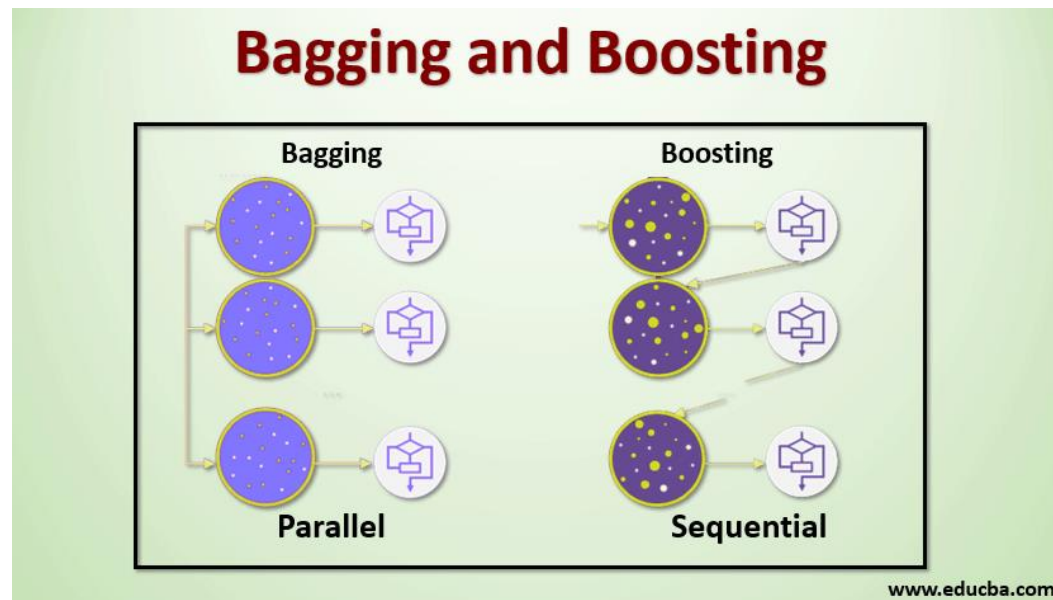 Bagging and Boosting
Bagging
Boosting
Parallel
Sequential
www.educba.com